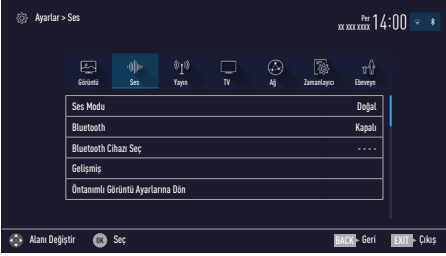 Ayarlar > Ses
Per
xx xxx xxxx 14:00
Görüntü Ses Yayın TV Ağ Zamanlayıcı Ebeveyn
Ses Modu Doğal
Bluetooth Kapalı
Bluetooth Cihazı Seç - - - -
Gelişmiş
Öntanımlı Görüntü Ayarlarına Dön
Alanı Değiştir OK Seç BACK Geri EXIT Çıkış